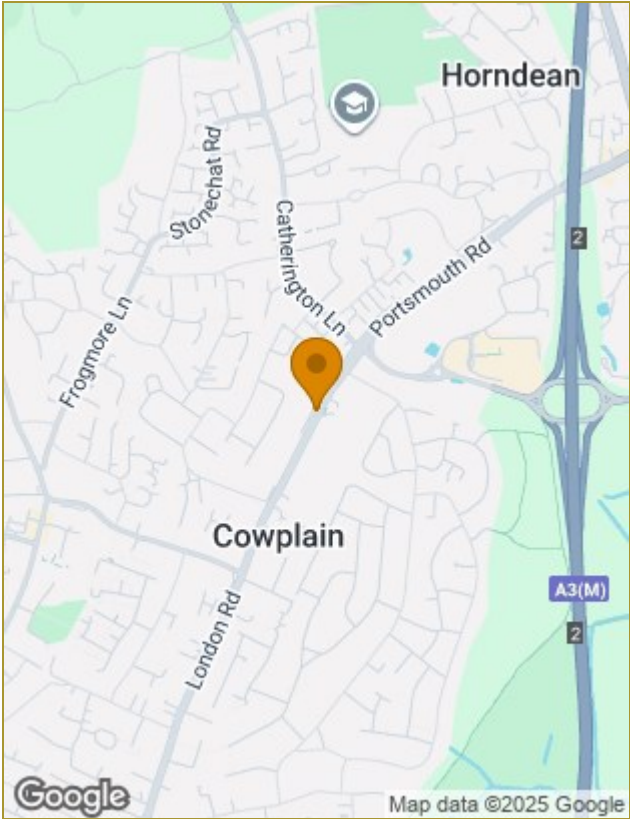 Horndean
Stonechat Rd
Catherington Ln
Portsmouth Rd
2
Frogmore Ln
Cowplain
A3(M)
London Rd
2
Google
Map data ©2025 Google